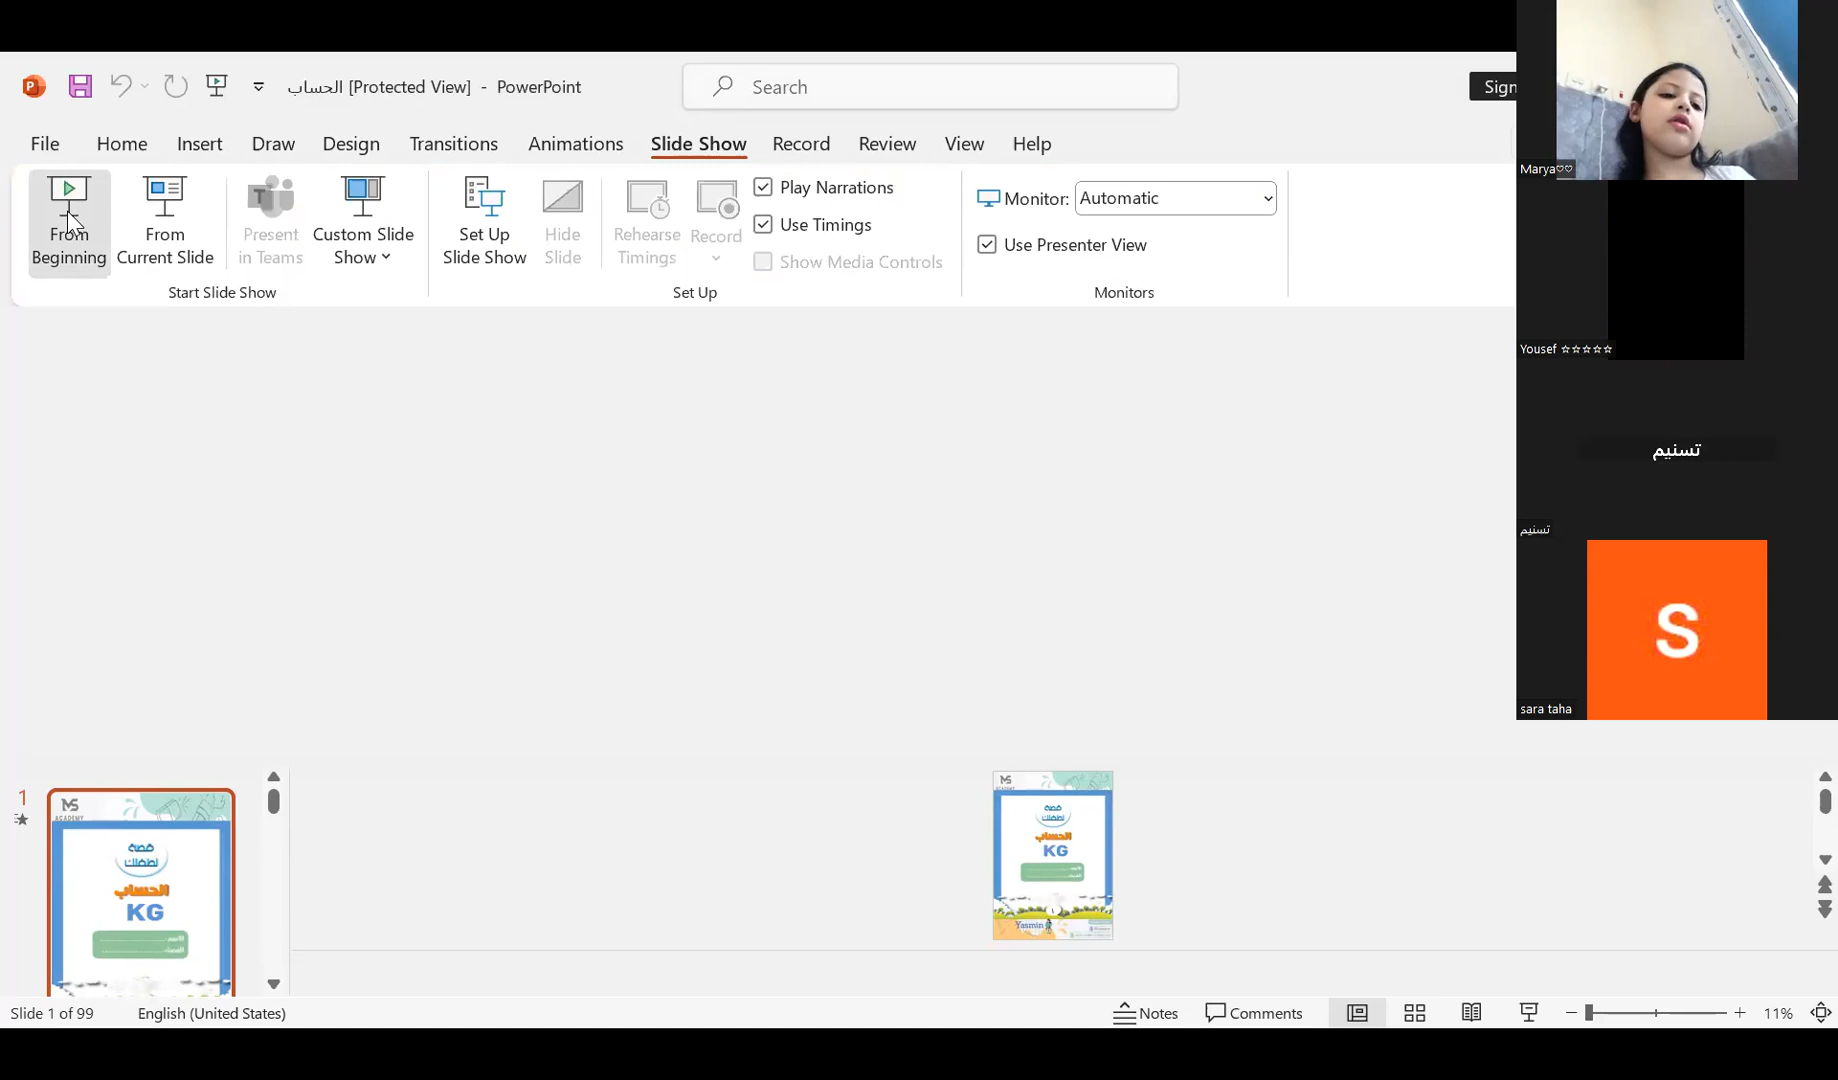 الحساب [Protected View] - PowerPoint
Search
Sign
File Home Insert Draw Design Transitions Animations Slide Show Record Review View Help
From Beginning
From Current Slide
Present in Teams
Custom Slide Show
Start Slide Show
Set Up Slide Show
Hide Slide
Rehearse Timings
Record
Play Narrations
Use Timings
Show Media Controls
Set Up
Monitor: Automatic
Use Presenter View
Monitors
Marya♡♡
Yousef ☆☆☆☆☆
تسنيم
تسنيم
S
sara taha
1
MS
ACADEMY
قصة
لطفلك
الحساب
KG
MS
قصة
لطفلك
الحساب
KG
Yasmin
Slide 1 of 99 English (United States) Notes Comments 11%